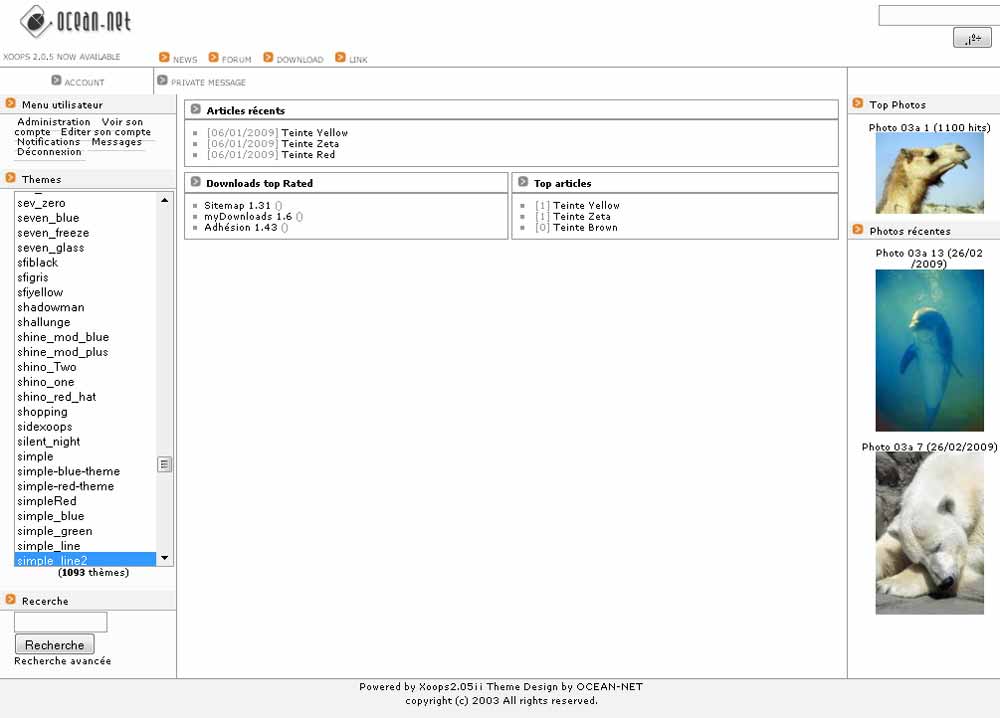 OCEAN-NET
XOOPS 2.0.5 NOW AVAILABLE
NEWS
FORUM
DOWNLOAD
LINK
ACCOUNT
PRIVATE MESSAGE
Menu utilisateur
Administration Voir son
compte Editer son compte
Notifications Messages
Déconnexion
Themes
sev_zero
seven_blue
seven_freeze
seven_glass
sfiblack
sfigris
sfiyellow
shadowman
shallunge
shine_mod_blue
shine_mod_plus
shino_Two
shino_one
shino_red_hat
shopping
sidexoops
silent_night
simple
simple-blue-theme
simple-red-theme
simpleRed
simple_blue
simple_green
simple_line
simple_line2
(1093 thèmes)
Recerche
Recherche
Recherche avancée
Articles récents
[06/01/2009] Teinte Yellow
[06/01/2009] Teinte Zeta
[06/01/2009] Teinte Red
Downloads top Rated
Sitemap 1.31 ()
myDownloads 1.6 ()
Adhésion 1.43 ()
Top articles
[1] Teinte Yellow
[1] Teinte Zeta
[0] Teinte Brown
Top Photos
Photo 03a 1 (1100 hits)
Photos récentes
Photo 03a 13 (26/02
/2009)
Photo 03a 7 (26/02/2009)
Powered by Xoops2.05ii Theme Design by OCEAN-NET
copyright (c) 2003 All rights reserved.